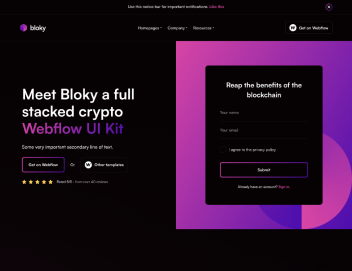 Use the notice bar for important notifications. Like this
bloky
Homepages Company Resources
Get on Webflow
Meet Bloky a full
stacked crypto
Webflow UI Kit
Some very important secondary line of text.
Get on Webflow Or Other templates
Rated 5/5 - from over 60 reviews
Reap the benefits of the
blockchain
Your name
Your email
I agree to the privacy policy
Submit
Already have an account? Sign in